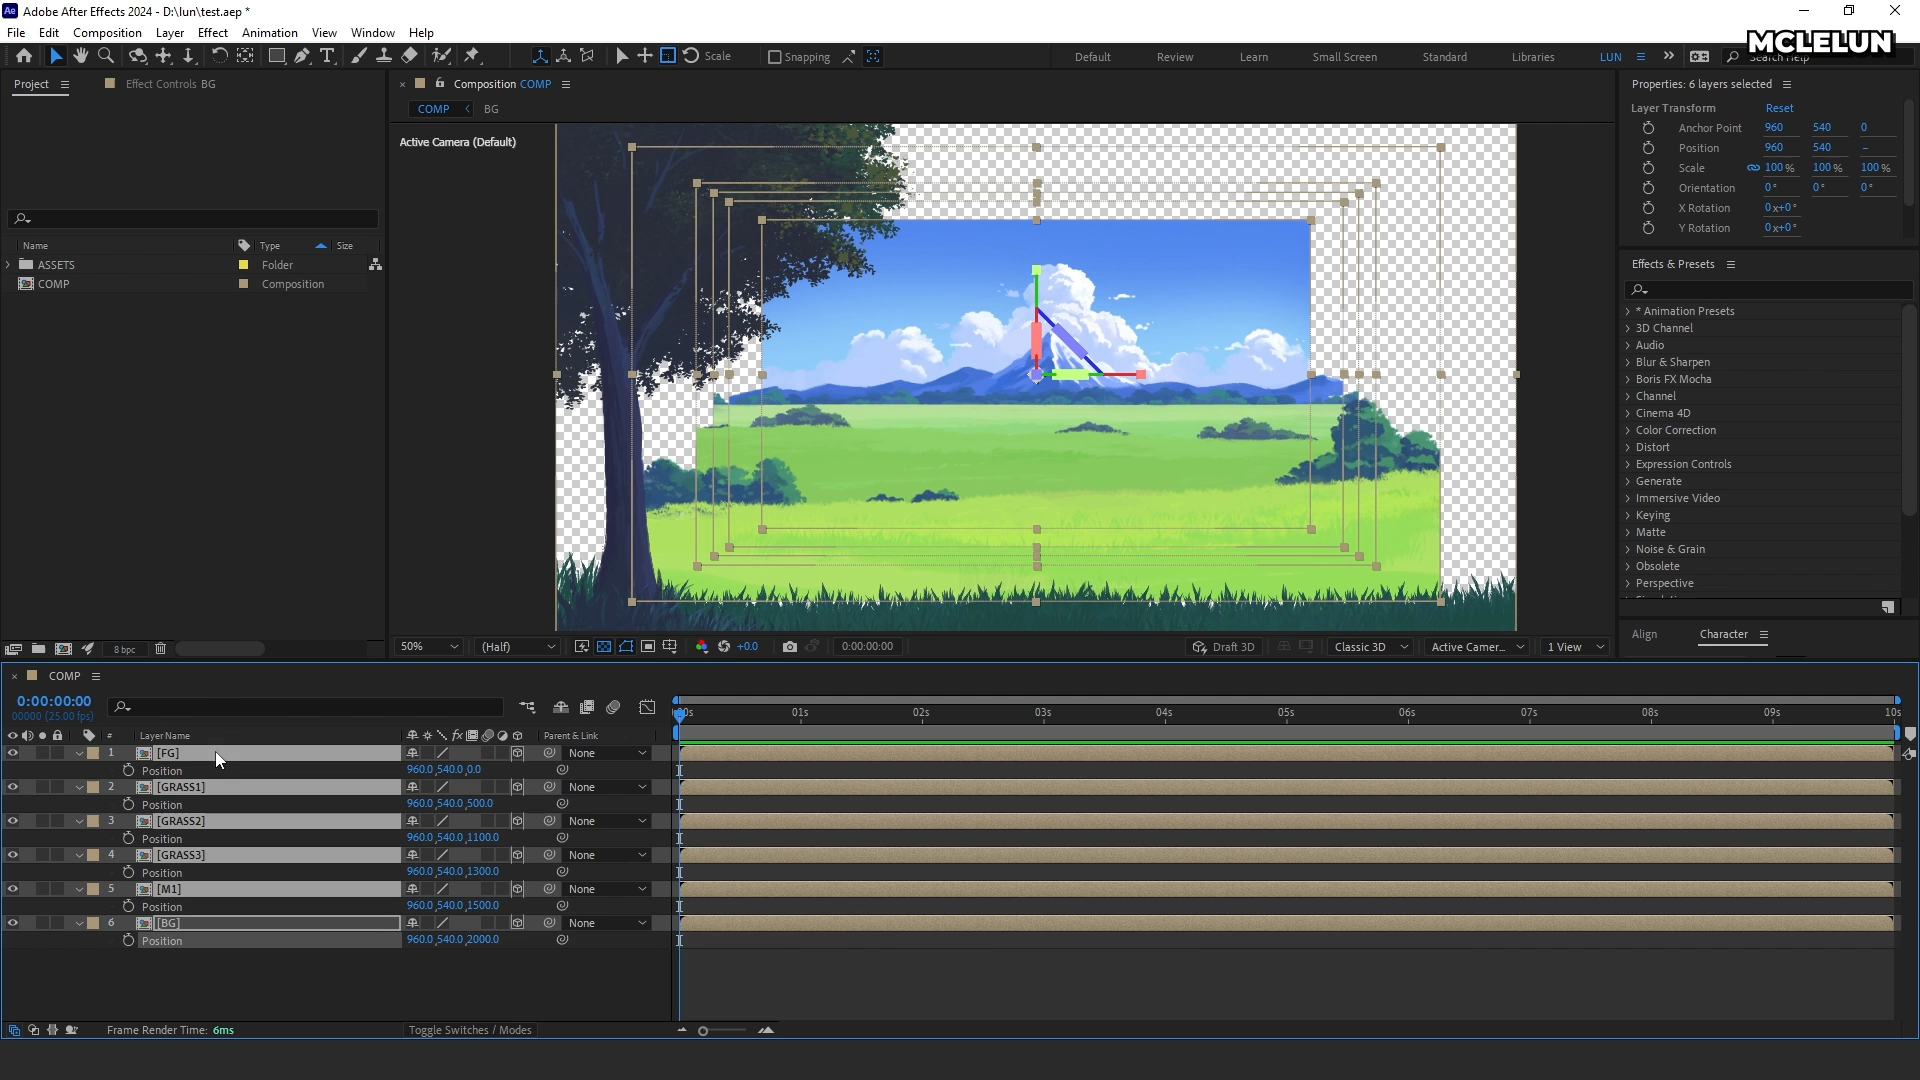 Adobe After Effects 2024 - D:\lun\test.aep *
File Edit Composition Layer Effect Animation View Window Help
Scale Snapping Default Review Learn Small Screen Standard Libraries LUN
MCLELUN
Project Effect Controls BG
Composition COMP
COMP BG
Active Camera (Default)
Name Type Size
ASSETS Folder
COMP Composition
8 bpc
50% (Half) +0.0 0:00:00:00 Draft 3D Classic 3D Active Camer... 1 View
Properties: 6 layers selected
Layer Transform Reset
Anchor Point 960 540 0
Position 960 540 –
Scale 100 % 100 % 100 %
Orientation 0° 0° 0°
X Rotation 0x+0°
Y Rotation 0x+0°
Effects & Presets
* Animation Presets
3D Channel
Audio
Blur & Sharpen
Boris FX Mocha
Channel
Cinema 4D
Color Correction
Distort
Expression Controls
Generate
Immersive Video
Keying
Matte
Noise & Grain
Obsolete
Perspective
Align Character
COMP
0:00:00:00
00000 (25.00 fps)
01s 02s 03s 04s 05s 06s 07s 08s 09s 10s
# Layer Name fx Parent & Link
1 [FG] None
Position 960.0,540.0,0.0
2 [GRASS1] None
Position 960.0,540.0,500.0
3 [GRASS2] None
Position 960.0,540.0,1100.0
4 [GRASS3] None
Position 960.0,540.0,1300.0
5 [M1] None
Position 960.0,540.0,1500.0
6 [BG] None
Position 960.0,540.0,2000.0
Frame Render Time: 6ms Toggle Switches / Modes